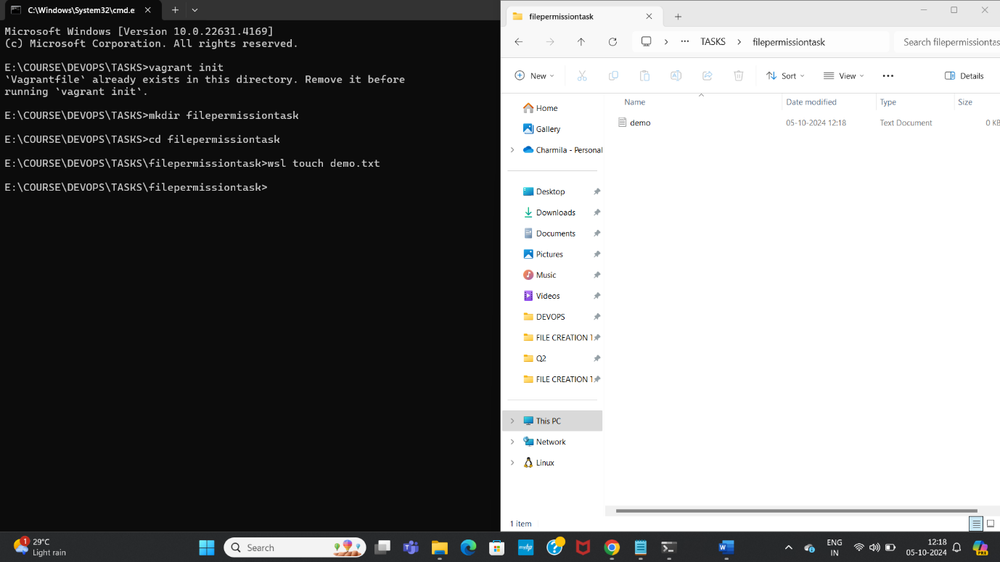 C:\Windows\System32\cmd.e
Microsoft Windows [Version 10.0.22631.4169]
(c) Microsoft Corporation. All rights reserved.
E:\COURSE\DEVOPS\TASKS>vagrant init
`Vagrantfile` already exists in this directory. Remove it before
running `vagrant init`.
E:\COURSE\DEVOPS\TASKS>mkdir filepermissiontask
E:\COURSE\DEVOPS\TASKS>cd filepermissiontask
E:\COURSE\DEVOPS\TASKS\filepermissiontask>wsl touch demo.txt
E:\COURSE\DEVOPS\TASKS\filepermissiontask>
filepermissiontask
TASKS > filepermissiontask
Search filepermissiontas
New
Sort
View
Details
Name Date modified Type Size
demo 05-10-2024 12:18 Text Document 0 KB
Home
Gallery
Charmila - Personal
Desktop
Downloads
Documents
Pictures
Music
Videos
DEVOPS
FILE CREATION T
Q2
FILE CREATION T
This PC
Network
Linux
1 item
1
29°C
Light rain
Search
myhp
ENG
IN
12:18
05-10-2024
PRE